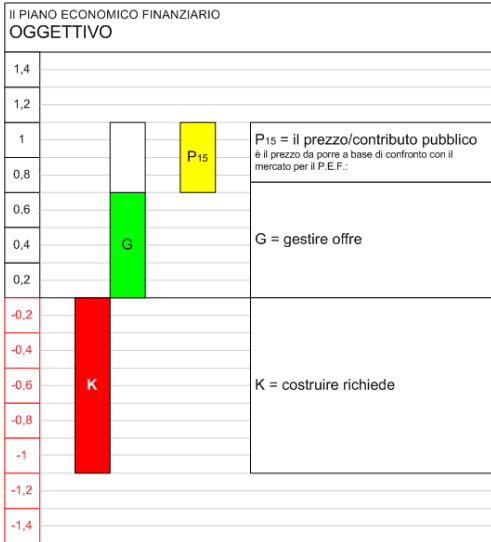 Il PIANO ECONOMICO FINANZIARIO
OGGETTIVO
1,4
1,2
1
0,8
0,6
0,4
0,2
-0,2
-0,4
-0,6
-0,8
-1
-1,2
-1,4
P15
G
K
P15 = il prezzo/contributo pubblico
è il prezzo da porre a base di confronto con il
mercato per il P.E.F.:
G = gestire offre
K = costruire richiede